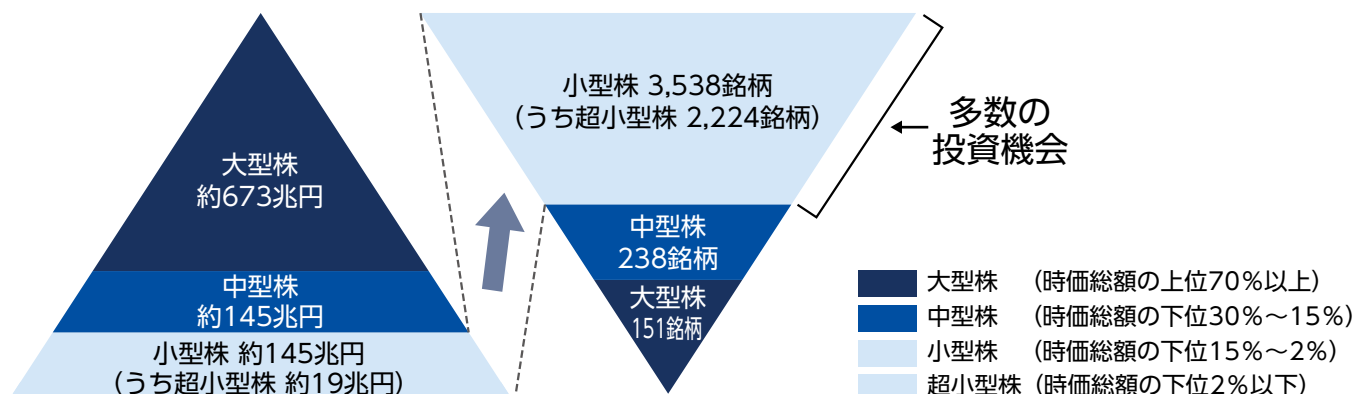 大型株
約673兆円
中型株
約145兆円
小型株 約145兆円
(うち超小型株 約19兆円)
小型株 3,538銘柄
(うち超小型株 2,224銘柄)
中型株
238銘柄
大型株
151銘柄
多数の
投資機会
大型株 (時価総額の上位70%以上)
中型株 (時価総額の下位30%～15%)
小型株 (時価総額の下位15%～2%)
超小型株 (時価総額の下位2%以下)